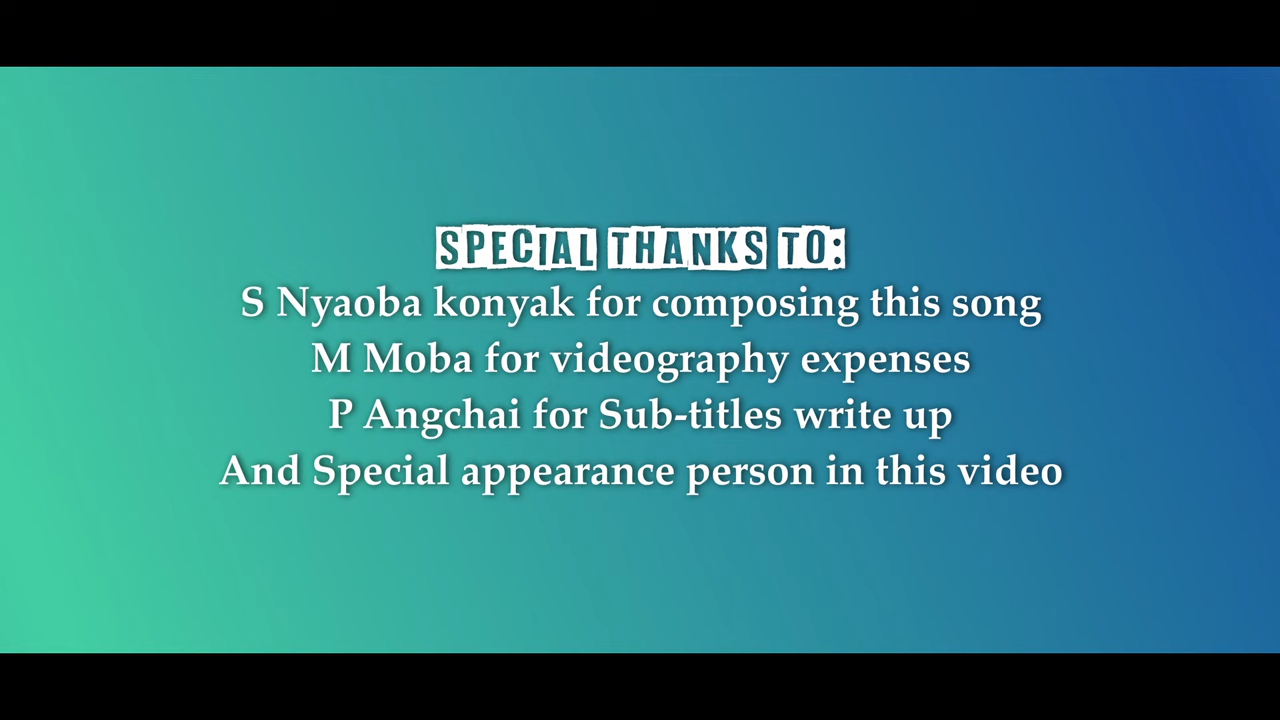 SPECIAL THANKS TO:
S Nyaoba konyak for composing this song
M Moba for videography expenses
P Angchai for Sub-titles write up
And Special appearance person in this video